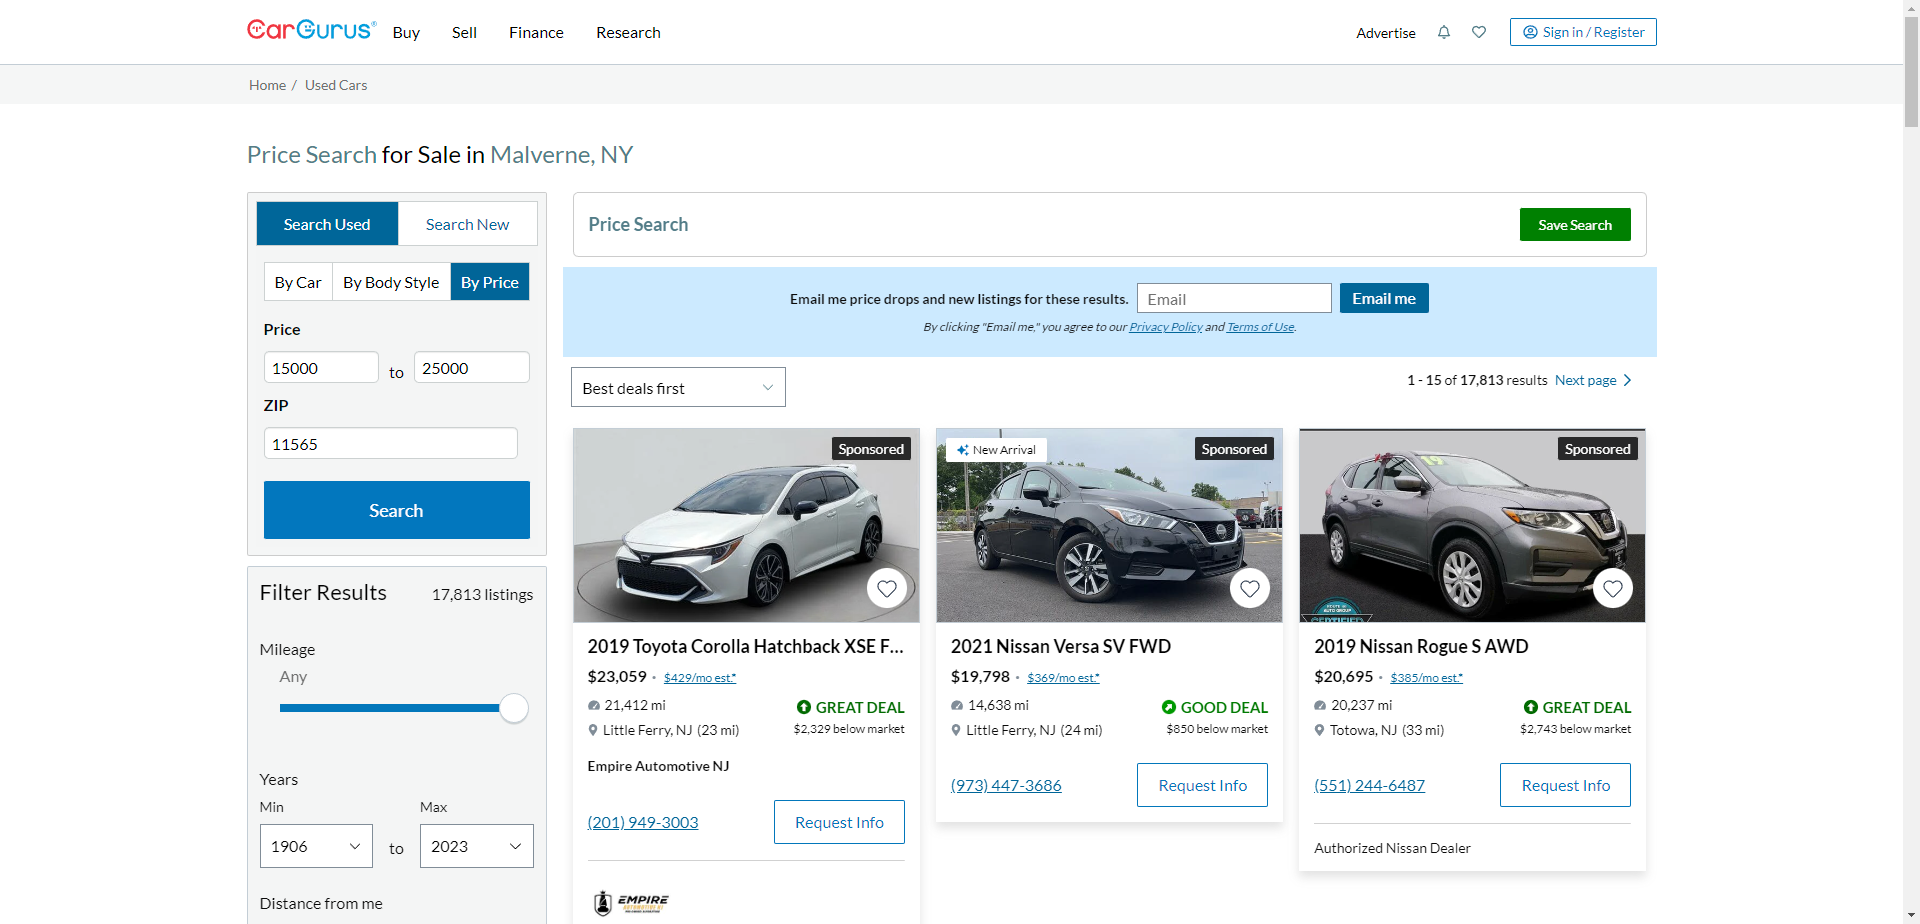 CarGurus®
Buy
Sell
Finance
Research
Advertise
Sign in / Register
Home / Used Cars
Price Search for Sale in Malverne, NY
Search Used
Search New
By Car
By Body Style
By Price
Price
15000 to 25000
ZIP
11565
Search
Filter Results
17,813 listings
Mileage
Any
Years
Min
Max
1906 to 2023
Distance from me
Price Search
Save Search
Email me price drops and new listings for these results.
Email
Email me
By clicking "Email me," you agree to our Privacy Policy and Terms of Use.
Best deals first
1 - 15 of 17,813 results Next page
Sponsored
2019 Toyota Corolla Hatchback XSE F...
$23,059 · $429/mo est.*
21,412 mi
GREAT DEAL
Little Ferry, NJ (23 mi)
$2,329 below market
Empire Automotive NJ
(201) 949-3003
Request Info
EMPIRE
New Arrival
Sponsored
2021 Nissan Versa SV FWD
$19,798 · $369/mo est.*
14,638 mi
GOOD DEAL
Little Ferry, NJ (24 mi)
$850 below market
(973) 447-3686
Request Info
Sponsored
19
AUTO GROUP
CERTIFIED
2019 Nissan Rogue S AWD
$20,695 · $385/mo est.*
20,237 mi
GREAT DEAL
Totowa, NJ (33 mi)
$2,743 below market
(551) 244-6487
Request Info
Authorized Nissan Dealer